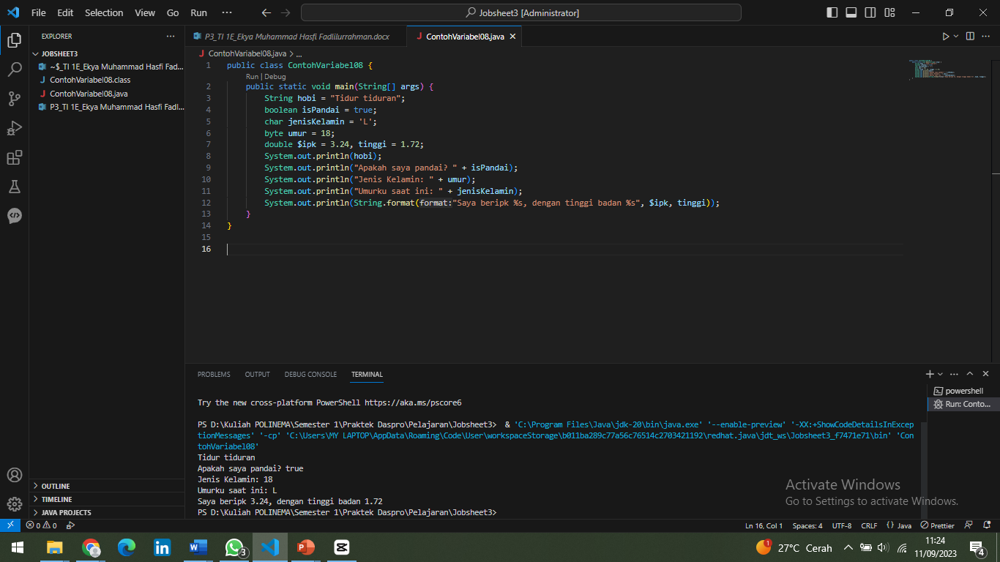 File Edit Selection View Go Run ··· Jobsheet3 [Administrator]
EXPLORER ···
JOBSHEET3
~$_TI 1E_Ekya Muhammad Hasfi Fad...
J ContohVariabel08.class
J ContohVariabel08.java
P3_TI 1E_Ekya Muhammad Hasfi Fadl...
OUTLINE
TIMELINE
JAVA PROJECTS
P3_TI 1E_Ekya Muhammad Hasfi Fadlilurrahman.docx J ContohVariabel08.java
J ContohVariabel08.java > ...
1 public class ContohVariabel08 {
Run | Debug
2 public static void main(String[] args) {
3 String hobi = "Tidur tiduran";
4 boolean isPandai = true;
5 char jenisKelamin = 'L';
6 byte umur = 18;
7 double $ipk = 3.24, tinggi = 1.72;
8 System.out.println(hobi);
9 System.out.println("Apakah saya pandai? " + isPandai);
10 System.out.println("Jenis Kelamin: " + umur);
11 System.out.println("Umurku saat ini: " + jenisKelamin);
12 System.out.println(String.format(format:"Saya beripk %s, dengan tinggi badan %s", $ipk, tinggi));
13 }
14 }
15
16
PROBLEMS OUTPUT DEBUG CONSOLE TERMINAL
powershell
Run: Conto...
Try the new cross-platform PowerShell https://aka.ms/pscore6
PS D:\Kuliah POLINEMA\Semester 1\Praktek Daspro\Pelajaran\Jobsheet3> & 'C:\Program Files\Java\jdk-20\bin\java.exe' '--enable-preview' '-XX:+ShowCodeDetailsInExcep
tionMessages' '-cp' 'C:\Users\MY LAPTOP\AppData\Roaming\Code\User\workspaceStorage\b011ba289c77a56c76514c2703421192\redhat.java\jdt_ws\Jobsheet3_f7471e71\bin' 'Con
tohVariabel08'
Tidur tiduran
Apakah saya pandai? true
Jenis Kelamin: 18
Umurku saat ini: L
Saya beripk 3.24, dengan tinggi badan 1.72
PS D:\Kuliah POLINEMA\Semester 1\Praktek Daspro\Pelajaran\Jobsheet3>
Activate Windows
Go to Settings to activate Windows.
0 0 Ln 16, Col 1 Spaces: 4 UTF-8 CRLF {} Java Prettier
3 1 27°C Cerah 11:24
11/09/2023 4